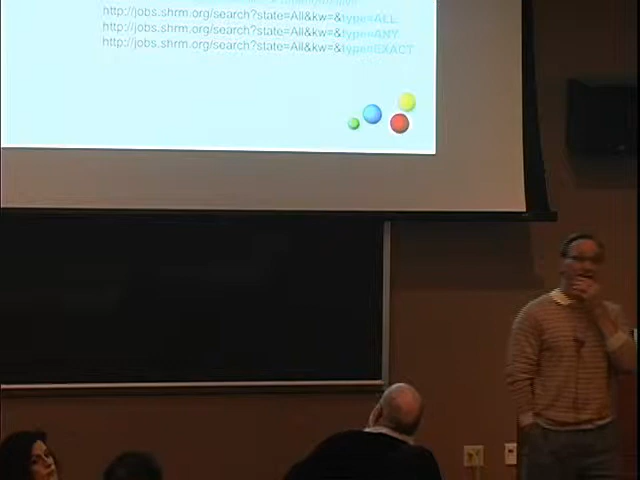 http://jobs.shrm.org/search?state=All&kw=&type=ALL
http://jobs.shrm.org/search?state=All&kw=&type=ANY
http://jobs.shrm.org/search?state=All&kw=&type=EXACT